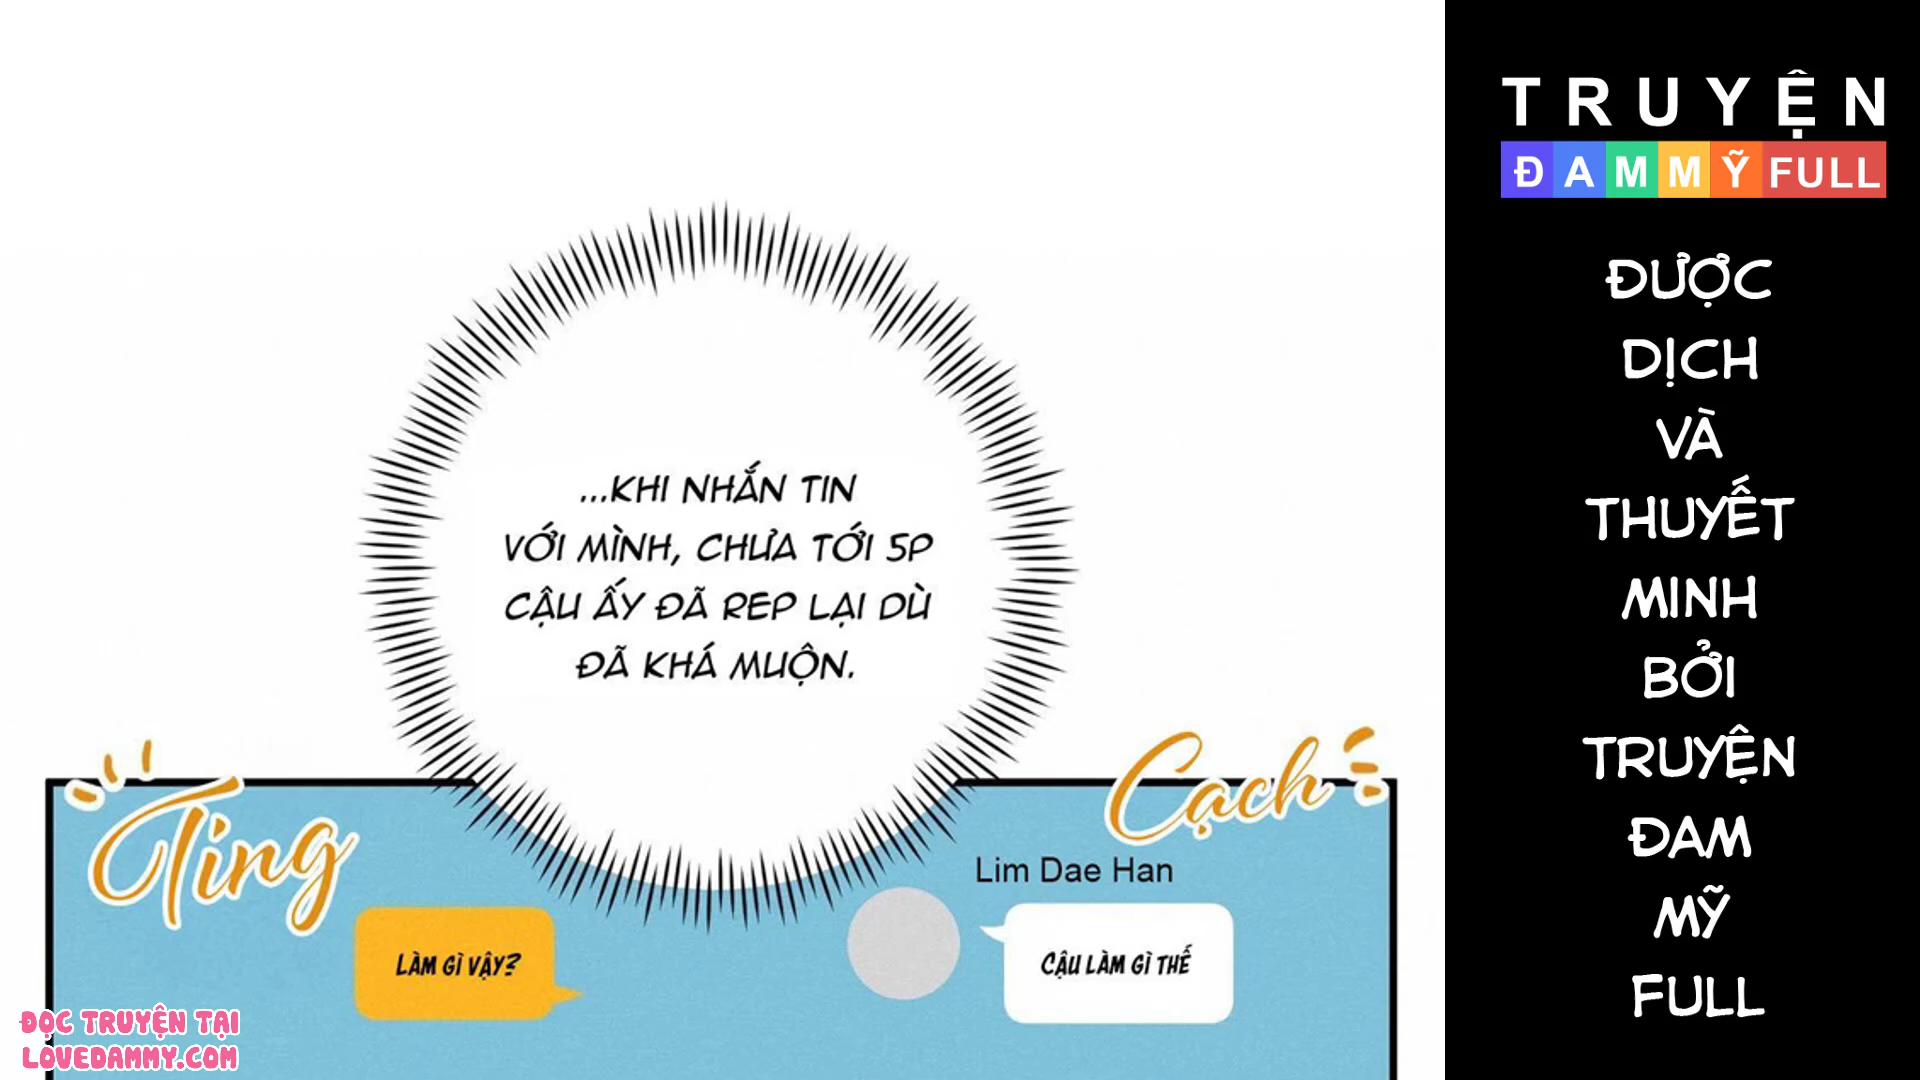 ...KHI NHẮN TIN
VỚI MÌNH, CHƯA TỚI 5P
CẬU ẤY ĐÃ REP LẠI DÙ
ĐÃ KHÁ MUỘN.
Ting
Cạch
Lim Dae Han
LÀM GÌ VẬY?
CẬU LÀM GÌ THẾ
ĐỌC TRUYỆN TẠI
LOVEDAMMY.COM
TRUYỆN
ĐAMMỸFULL
ĐƯỢC
DỊCH
VÀ
THUYẾT
MINH
BỞI
TRUYỆN
ĐAM
MỸ
FULL